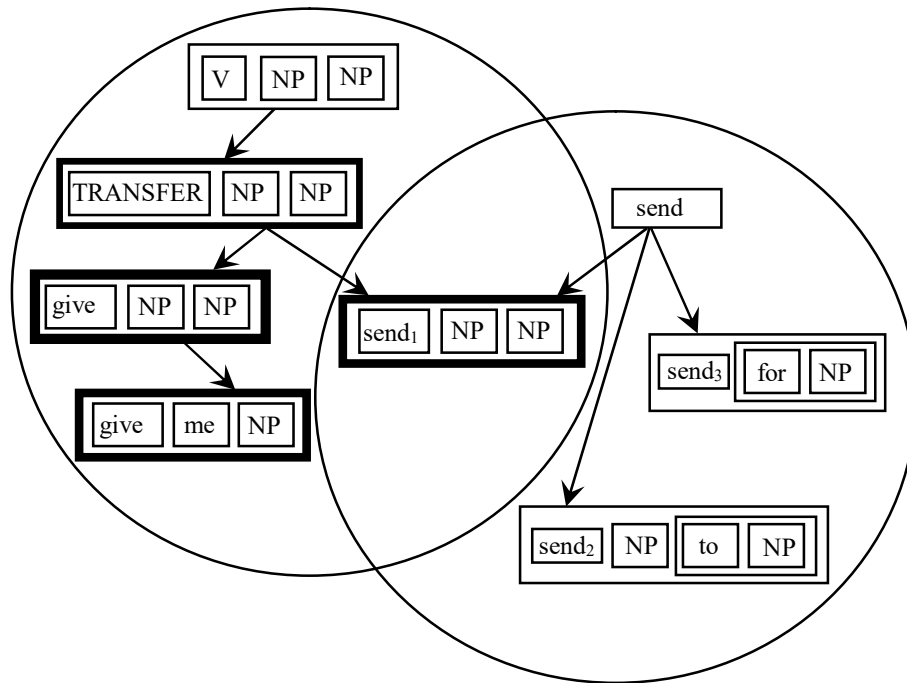 V NP NP
TRANSFER NP NP
send
give NP NP
send₁ NP NP
send₃ for NP
give me NP
send₂ NP to NP